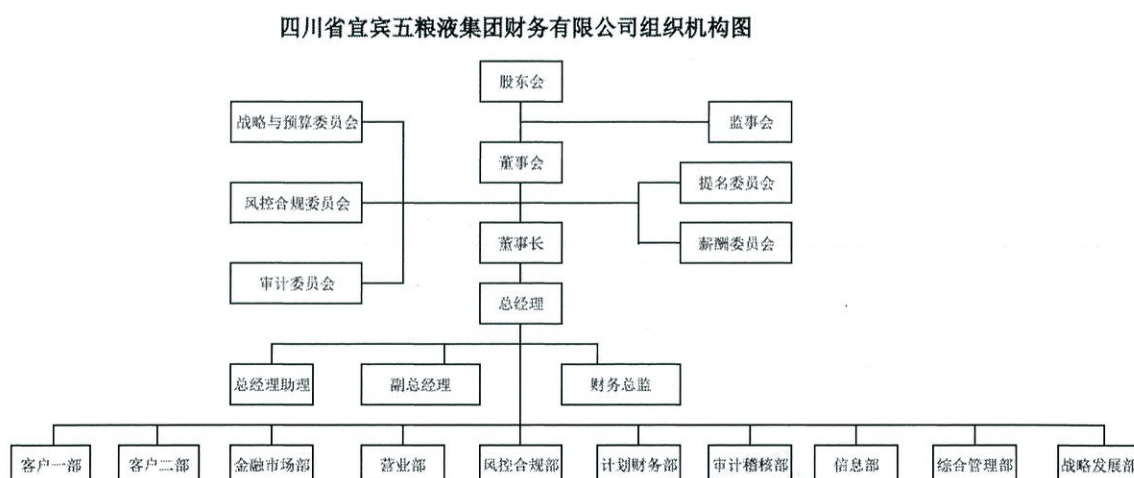 四川省宜宾五粮液集团财务有限公司组织机构图
股东会
战略与预算委员会
监事会
董事会
提名委员会
风控合规委员会
董事长
薪酬委员会
审计委员会
总经理
总经理助理
副总经理
财务总监
客户一部
客户二部
金融市场部
营业部
风控合规部
计划财务部
审计稽核部
信息部
综合管理部
战略发展部